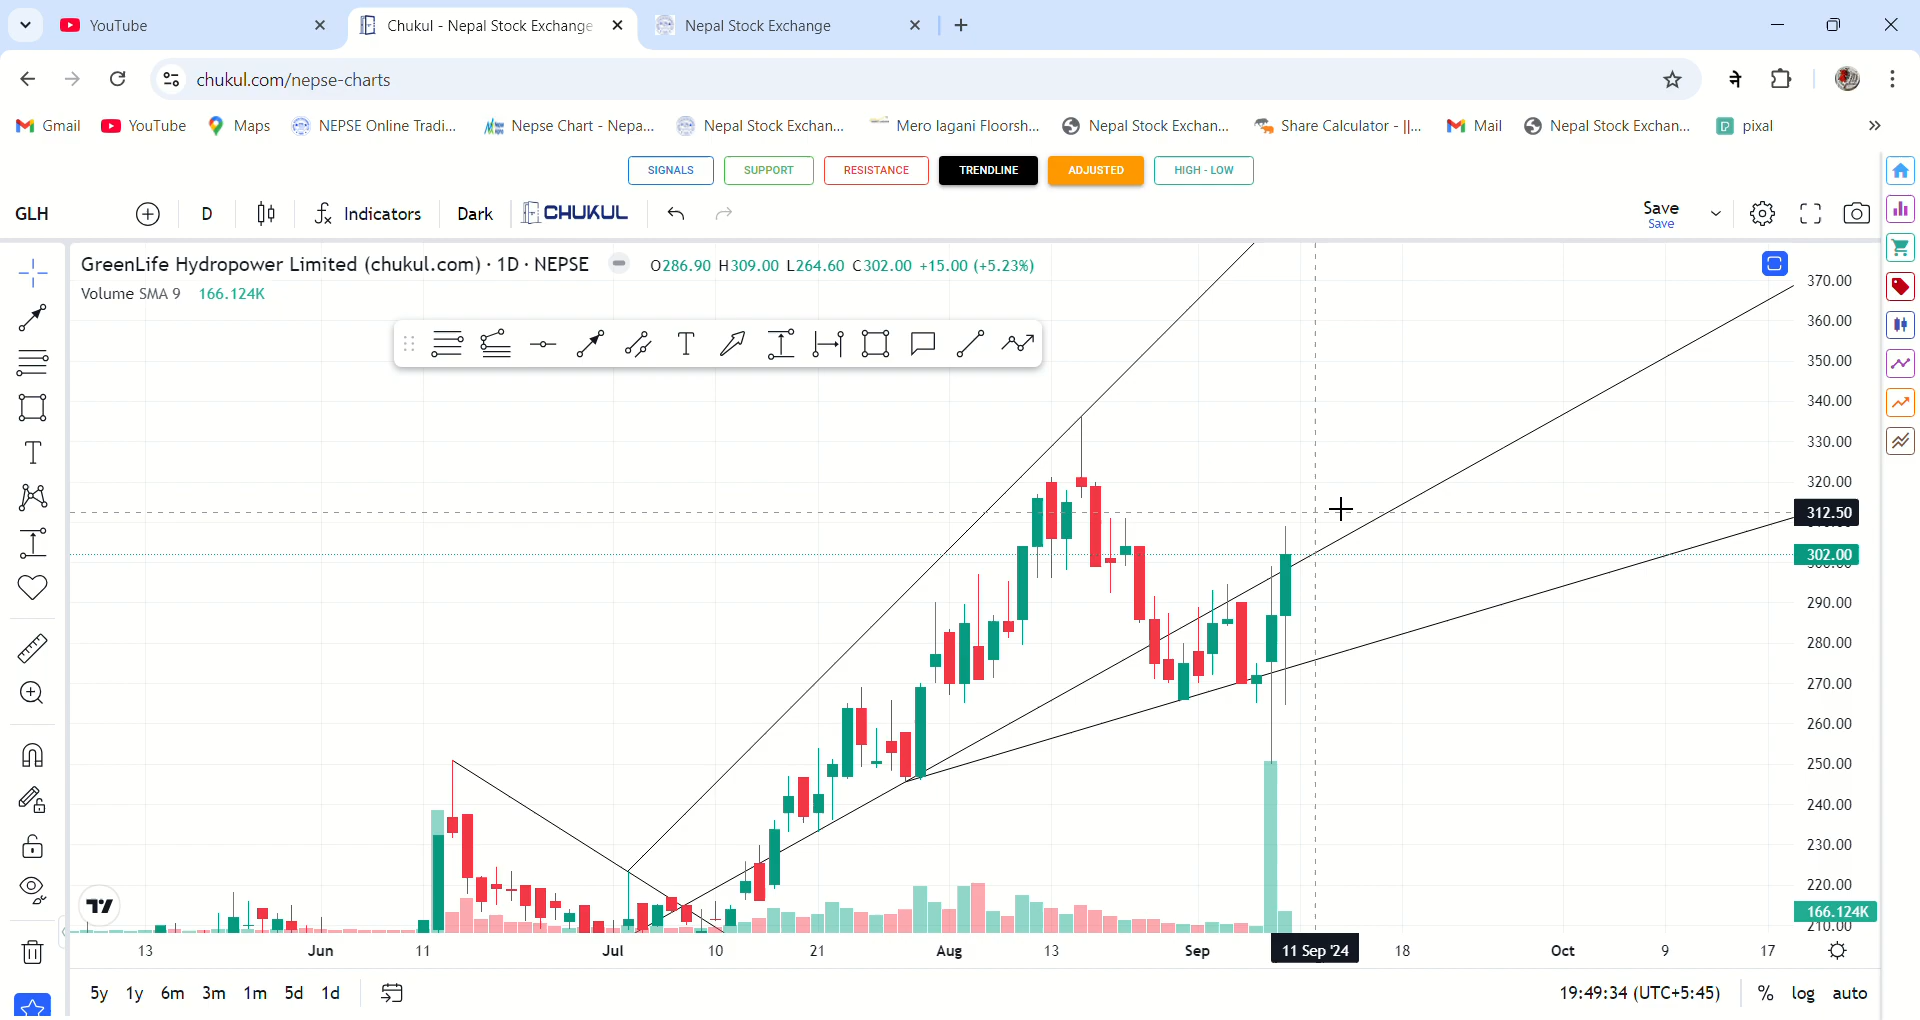 YouTube
Chukul - Nepal Stock Exchange
Nepal Stock Exchange
chukul.com/nepse-charts
ने
Gmail
YouTube
Maps
NEPSE Online Tradi...
Nepse Chart - Nepa...
Nepal Stock Exchan...
Mero lagani Floorsh...
Nepal Stock Exchan...
Share Calculator - ||...
Mail
Nepal Stock Exchan...
pixal
SIGNALS
SUPPORT
RESISTANCE
TRENDLINE
ADJUSTED
HIGH - LOW
GLH
D
Indicators
Dark
CHUKUL
Save
Save
GreenLife Hydropower Limited (chukul.com) · 1D · NEPSE
O286.90 H309.00 L264.60 C302.00 +15.00 (+5.23%)
Volume SMA 9 166.124K
370.00
360.00
350.00
340.00
330.00
320.00
312.50
302.00
290.00
280.00
270.00
260.00
250.00
240.00
230.00
220.00
166.124K
210.00
13
Jun
11
Jul
10
21
Aug
13
Sep
11 Sep '24
18
Oct
9
17
5y
1y
6m
3m
1m
5d
1d
19:49:34 (UTC+5:45)
%
log
auto